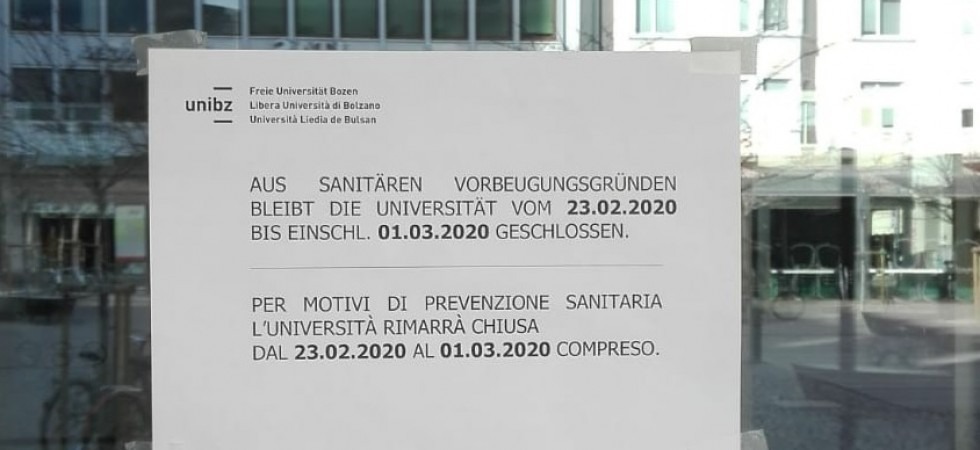 unibz
Freie Universität Bozen
Libera Università di Bolzano
Università Liedia de Bulsan
AUS SANITÄREN VORBEUGUNGSGRÜNDEN
BLEIBT DIE UNIVERSITÄT VOM 23.02.2020
BIS EINSCHL. 01.03.2020 GESCHLOSSEN.
PER MOTIVI DI PREVENZIONE SANITARIA
L'UNIVERSITÀ RIMARRÀ CHIUSA
DAL 23.02.2020 AL 01.03.2020 COMPRESO.